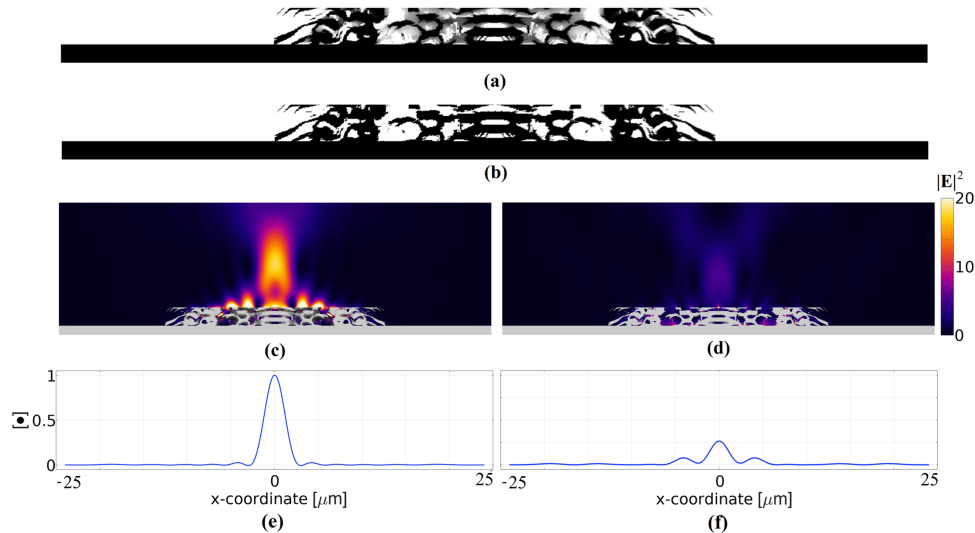 (a)
(b)
|E|²
20
10
0
(c)
(d)
1
0.5
0
[●]
-25
0
25
x-coordinate [μm]
(e)
-25
0
25
x-coordinate [μm]
(f)